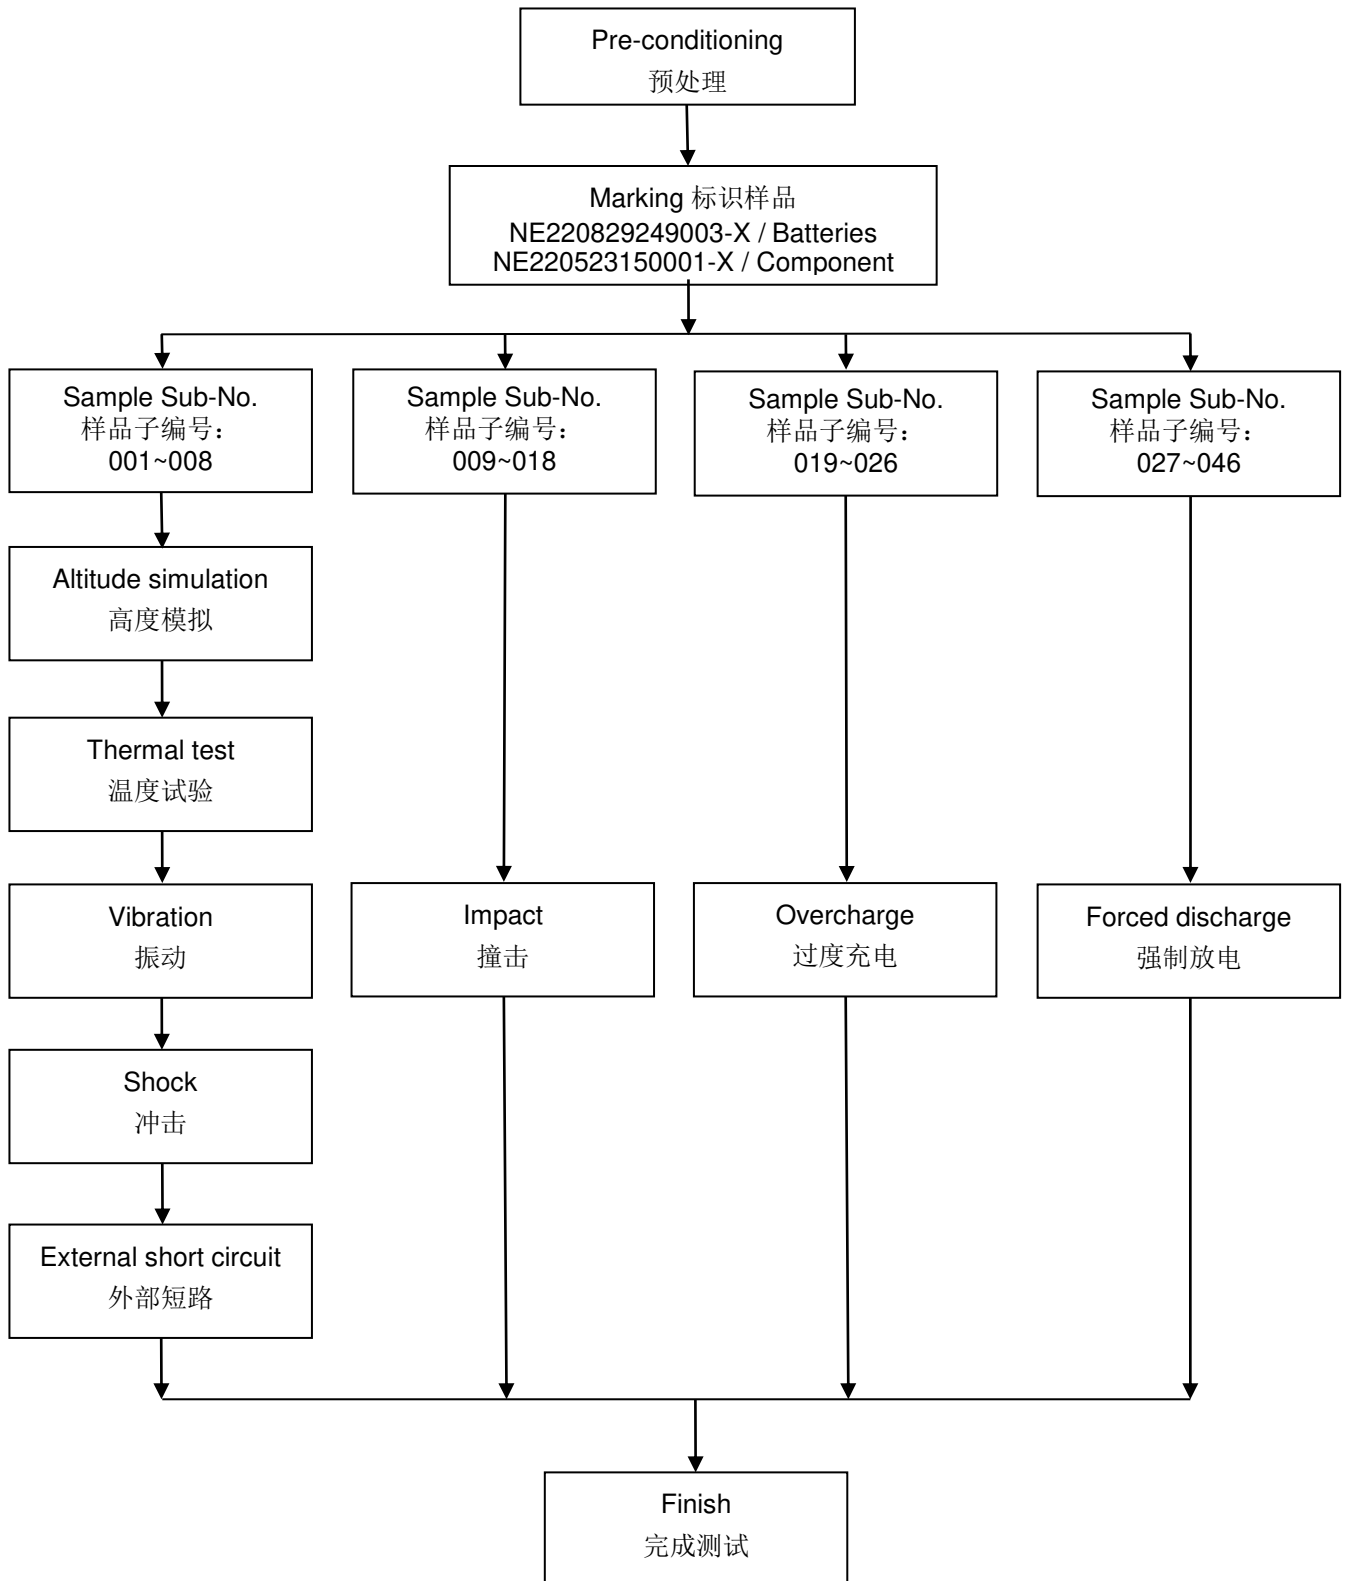 Pre-conditioning
预处理
Marking 标识样品
NE220829249003-X / Batteries
NE220523150001-X / Component
Sample Sub-No.
样品子编号：
001~008
Sample Sub-No.
样品子编号：
009~018
Sample Sub-No.
样品子编号：
019~026
Sample Sub-No.
样品子编号：
027~046
Altitude simulation
高度模拟
Thermal test
温度试验
Vibration
振动
Impact
撞击
Overcharge
过度充电
Forced discharge
强制放电
Shock
冲击
External short circuit
外部短路
Finish
完成测试